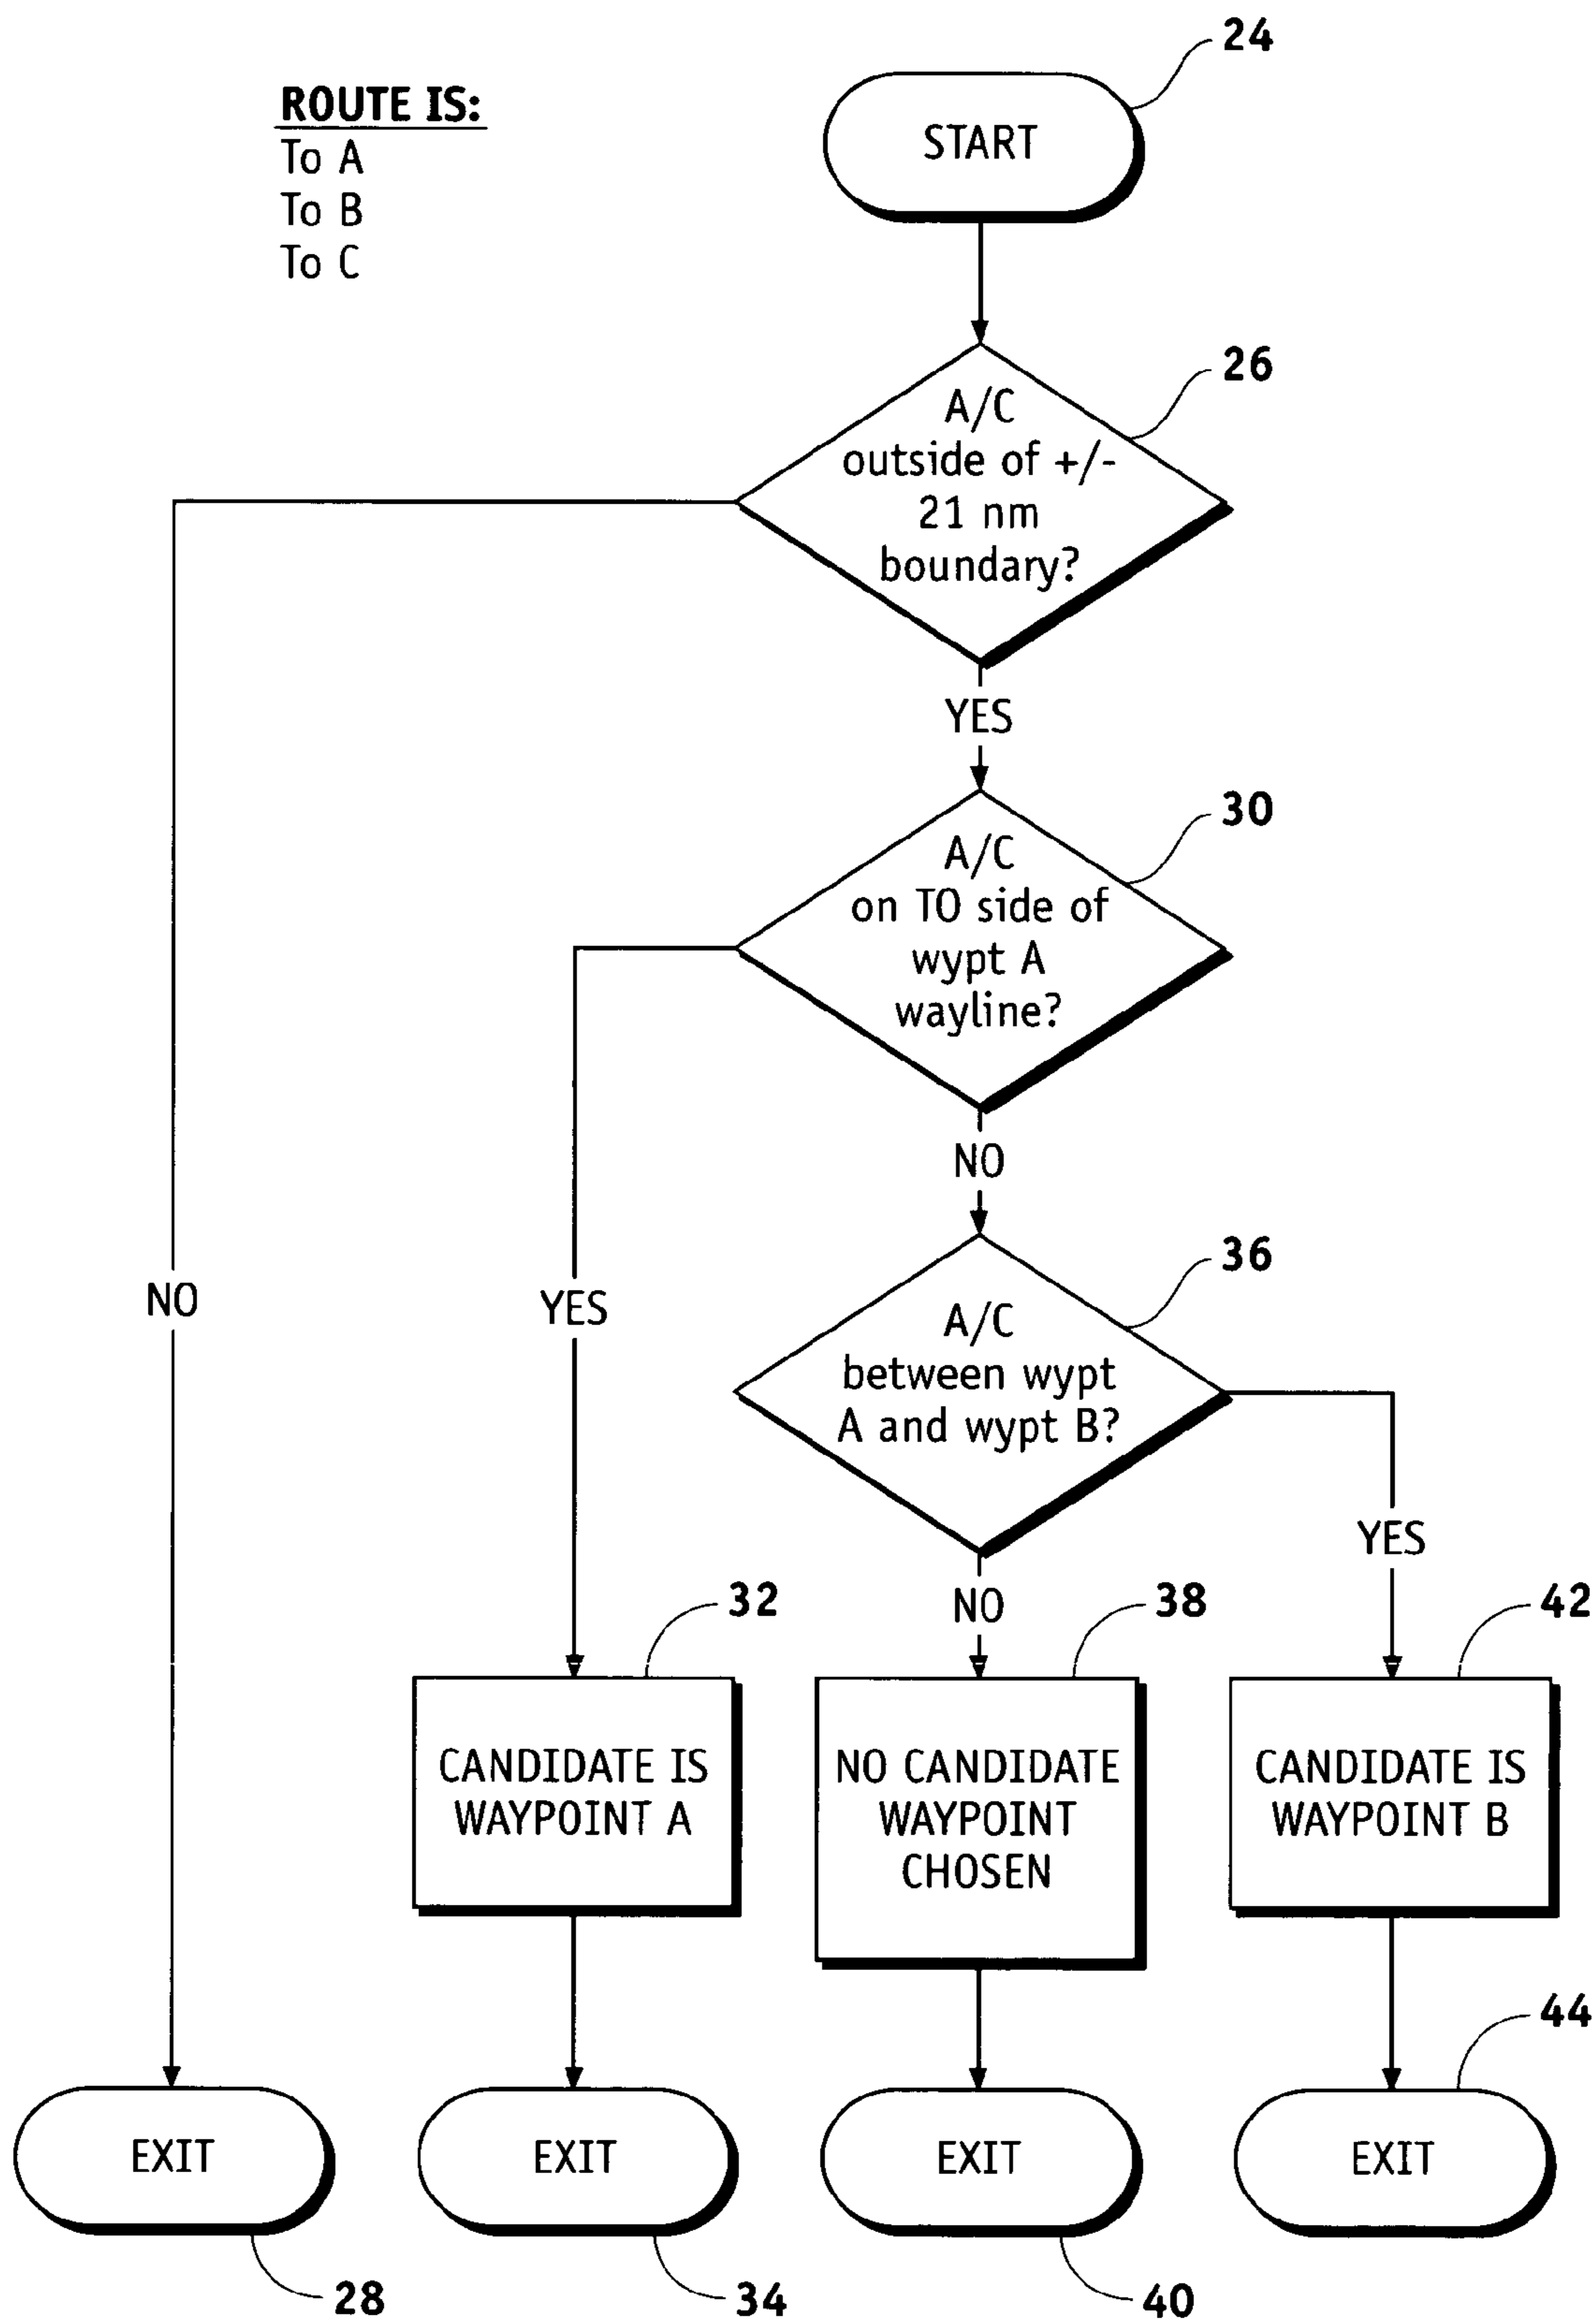 24
ROUTE IS:
To A
To B
To C
START
26
A/C
outside of +/-
21 nm
boundary?
YES
30
A/C
on TO side of
wypt A
wayline?
NO
36
A/C
between wypt
A and wypt B?
NO
YES
YES
NO
32
38
42
CANDIDATE IS
WAYPOINT A
NO CANDIDATE
WAYPOINT
CHOSEN
CANDIDATE IS
WAYPOINT B
44
EXIT
EXIT
EXIT
EXIT
28
34
40